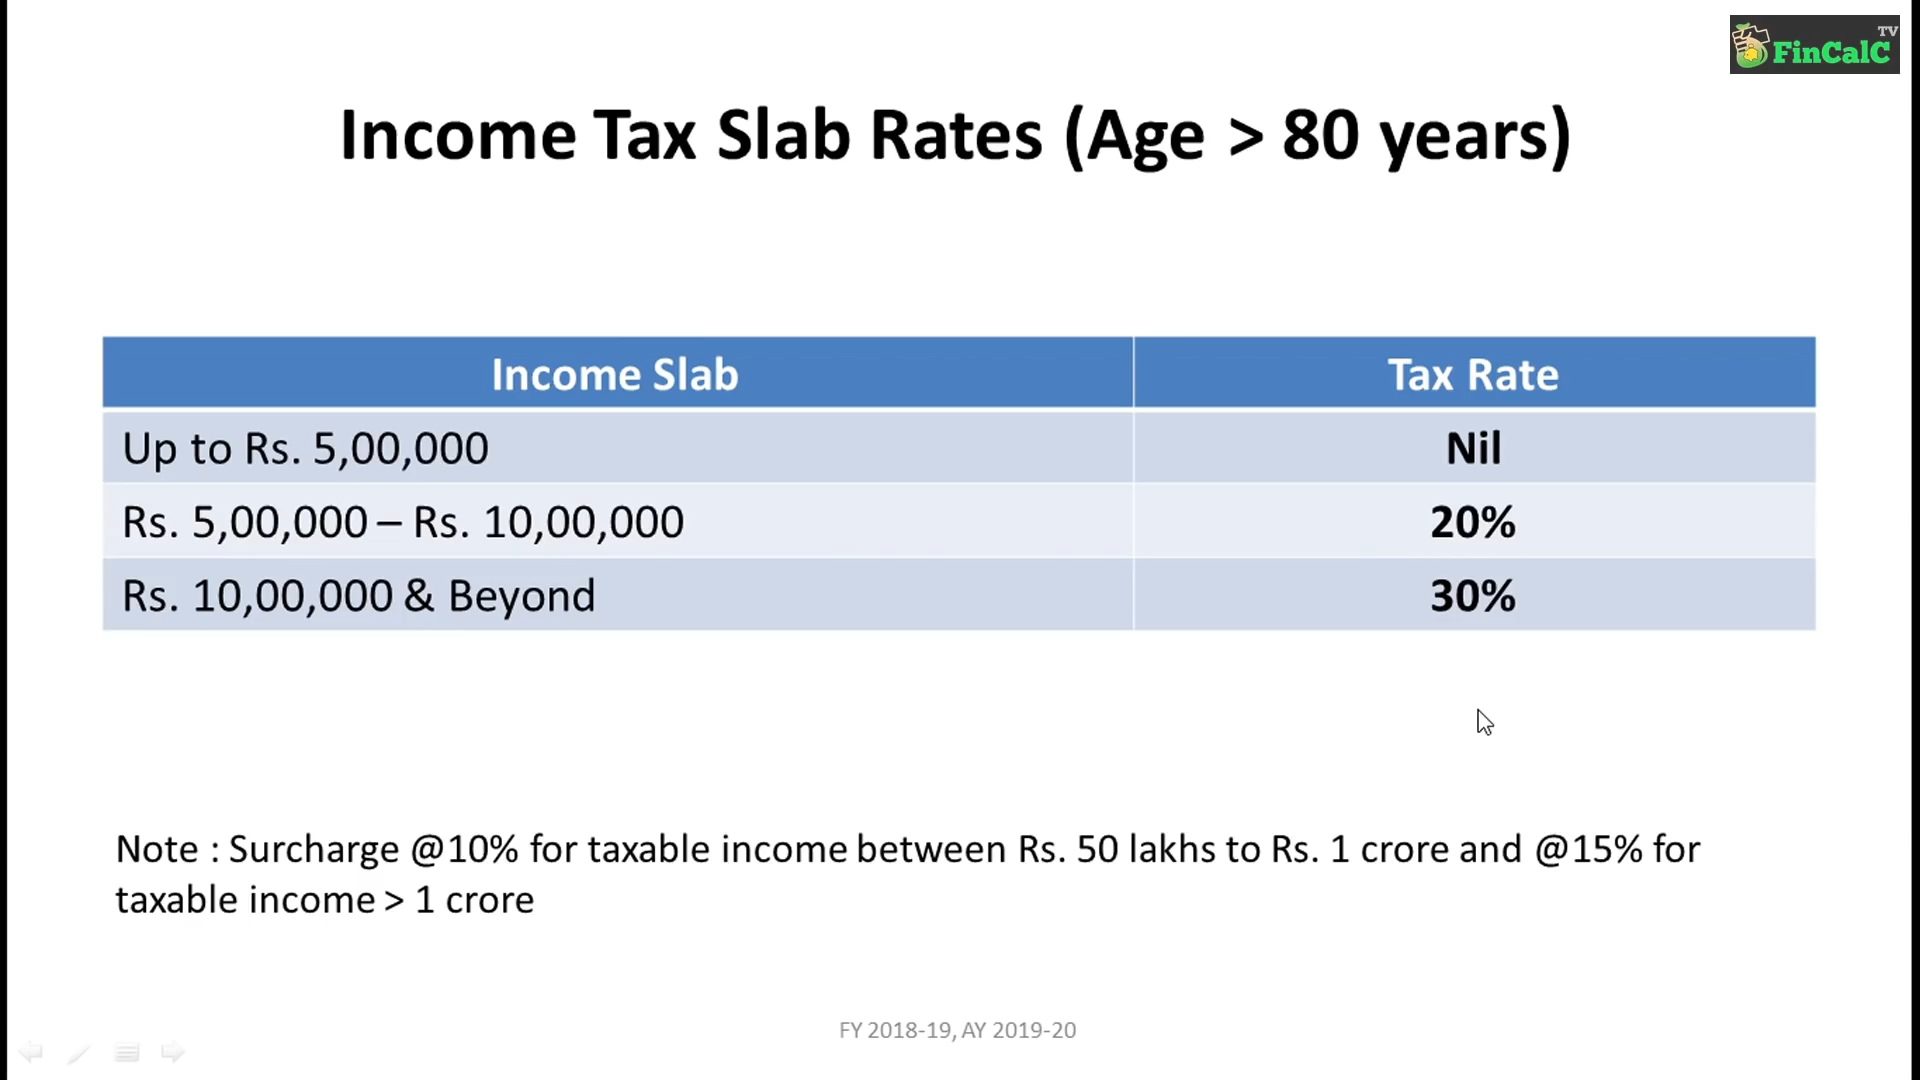 FinCalC TV
Income Tax Slab Rates (Age > 80 years)
Income Slab Tax Rate
Up to Rs. 5,00,000 Nil
Rs. 5,00,000 – Rs. 10,00,000 20%
Rs. 10,00,000 & Beyond 30%
Note : Surcharge @10% for taxable income between Rs. 50 lakhs to Rs. 1 crore and @15% for
taxable income > 1 crore
FY 2018-19, AY 2019-20